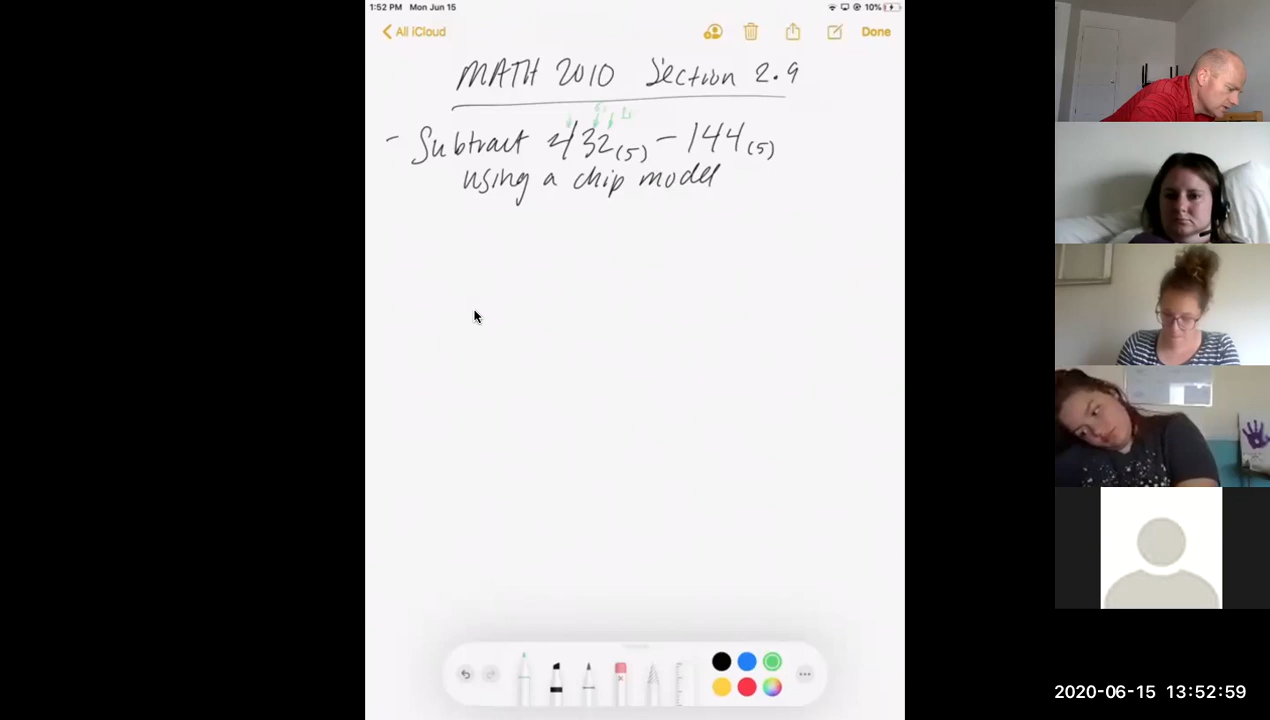 1:52 PM Mon Jun 15
10%
All iCloud
Done
MATH 2010 Section 2.9
- Subtract 432(5) - 144(5)
using a chip model
2020-06-15 13:52:59